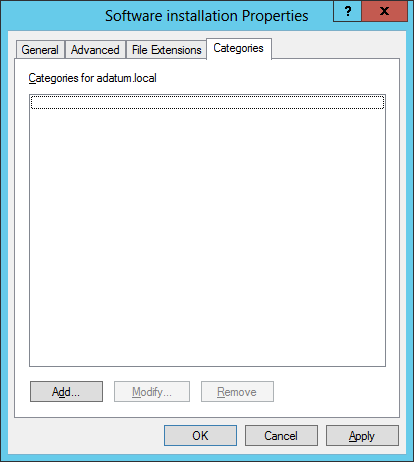 Software installation Properties
? x
General Advanced File Extensions Categories
Categories for adatum.local
Add... Modify... Remove
OK Cancel Apply